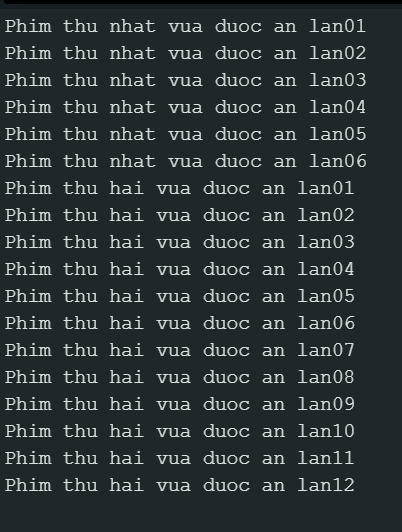 Phim thu nhat vua duoc an lan01
Phim thu nhat vua duoc an lan02
Phim thu nhat vua duoc an lan03
Phim thu nhat vua duoc an lan04
Phim thu nhat vua duoc an lan05
Phim thu nhat vua duoc an lan06
Phim thu hai vua duoc an lan01
Phim thu hai vua duoc an lan02
Phim thu hai vua duoc an lan03
Phim thu hai vua duoc an lan04
Phim thu hai vua duoc an lan05
Phim thu hai vua duoc an lan06
Phim thu hai vua duoc an lan07
Phim thu hai vua duoc an lan08
Phim thu hai vua duoc an lan09
Phim thu hai vua duoc an lan10
Phim thu hai vua duoc an lan11
Phim thu hai vua duoc an lan12